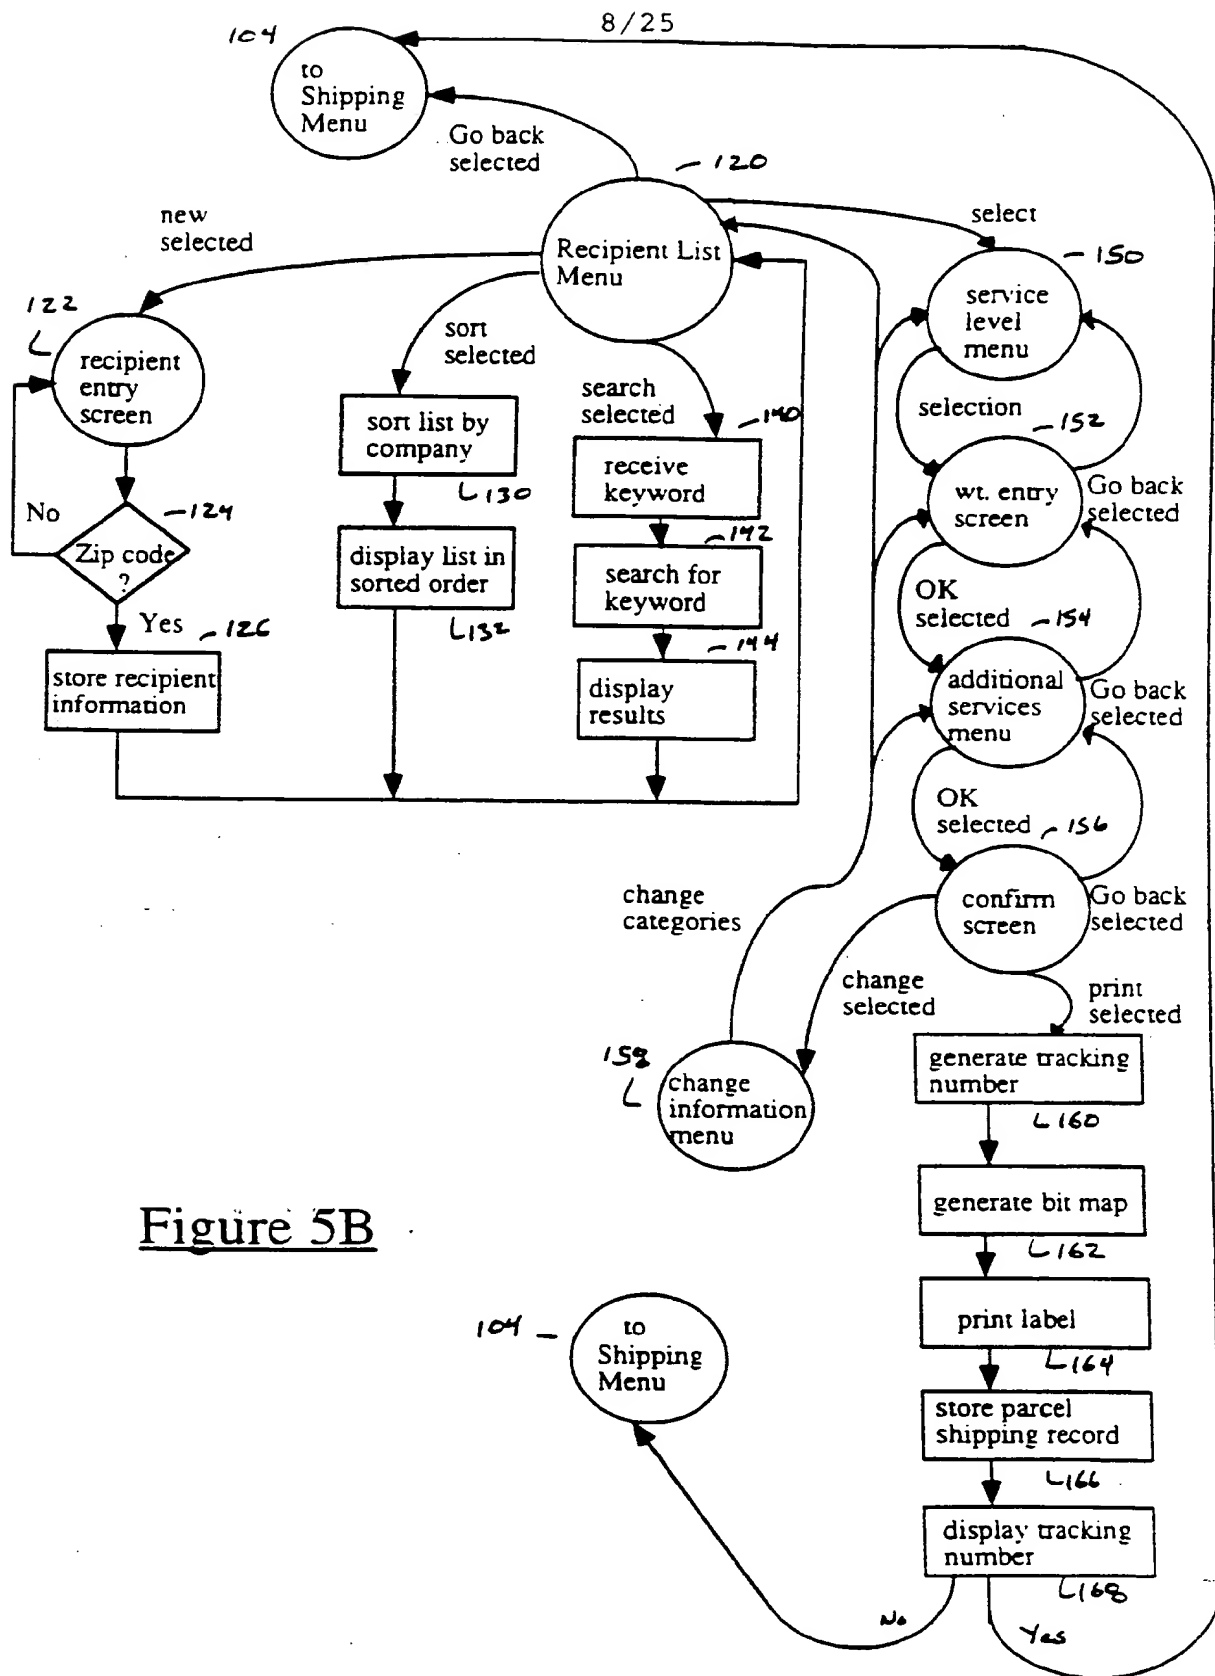 8/25
104
to
Shipping
Menu
Go back
selected
120
new
selected
Recipient List
Menu
select
150
service
level
menu
122
recipient
entry
screen
sort
selected
search
selected
140
selection
152
sort list by
company
130
receive
keyword
wt. entry
screen
Go back
selected
No
124
Zip code
?
142
display list in
sorted order
132
search for
keyword
OK
selected
154
Yes
126
144
store recipient
information
display
results
additional
services
menu
Go back
selected
OK
selected
156
change
categories
confirm
screen
Go back
selected
change
selected
print
selected
158
change
information
menu
generate tracking
number
160
generate bit map
162
Figure 5B
104
to
Shipping
Menu
print label
164
store parcel
shipping record
166
display tracking
number
168
No
Yes